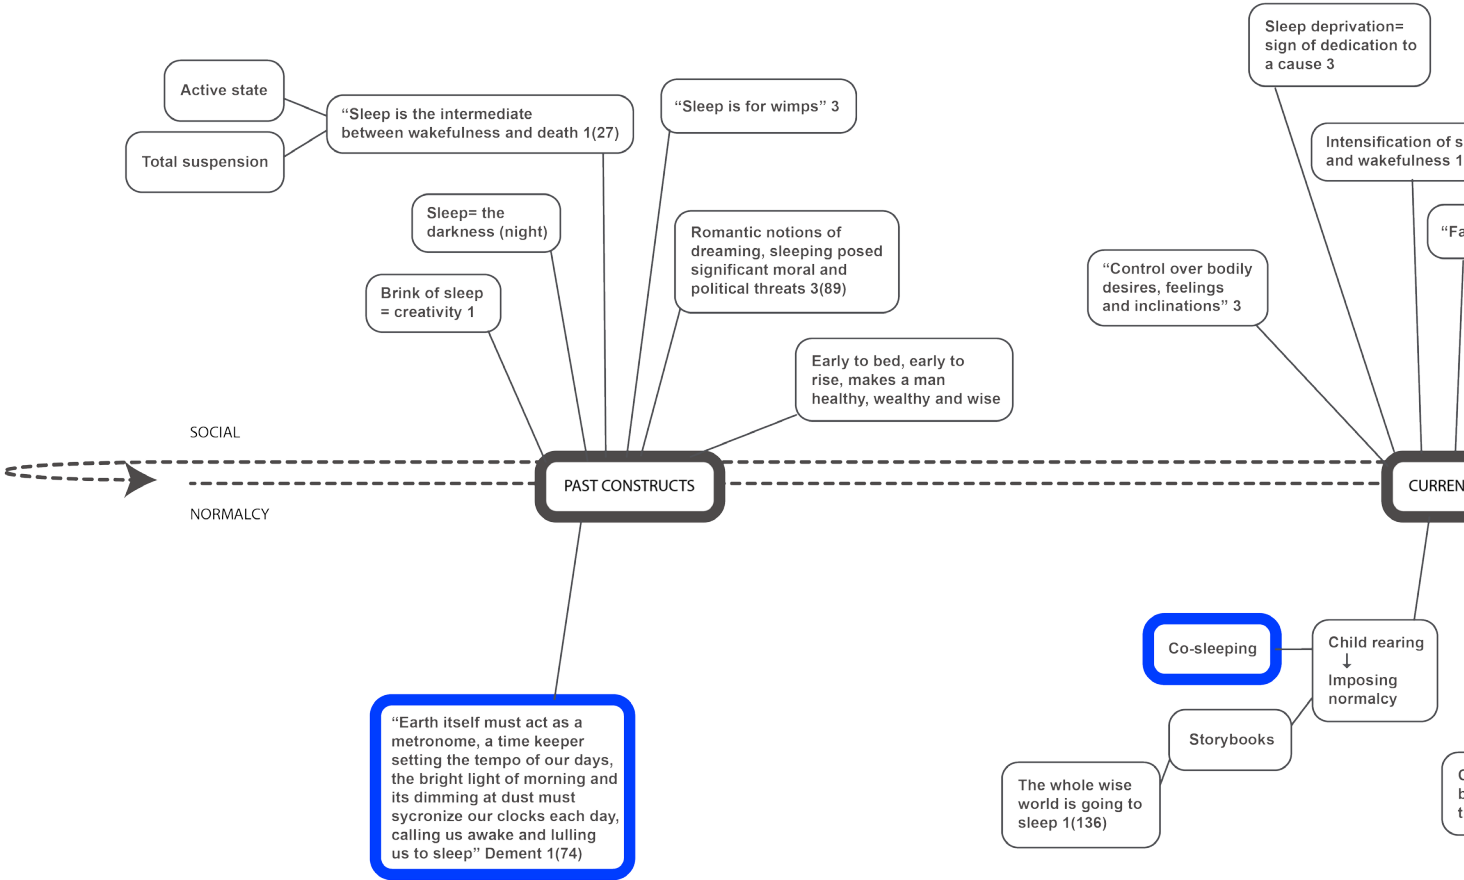 Sleep deprivation=
sign of dedication to
a cause 3
Active state
“Sleep is the intermediate
between wakefulness and death 1(27)
Total suspension
“Sleep is for wimps” 3
Intensification of s
and wakefulness 1
Sleep= the
darkness (night)
Romantic notions of
dreaming, sleeping posed
significant moral and
political threats 3(89)
“Fa
Brink of sleep
= creativity 1
“Control over bodily
desires, feelings
and inclinations” 3
Early to bed, early to
rise, makes a man
healthy, wealthy and wise
SOCIAL
PAST CONSTRUCTS
CURREN
NORMALCY
Co-sleeping
Child rearing
↓
Imposing
normalcy
Storybooks
The whole wise
world is going to
sleep 1(136)
“Earth itself must act as a
metronome, a time keeper
setting the tempo of our days,
the bright light of morning and
its dimming at dust must
sycronize our clocks each day,
calling us awake and lulling
us to sleep” Dement 1(74)